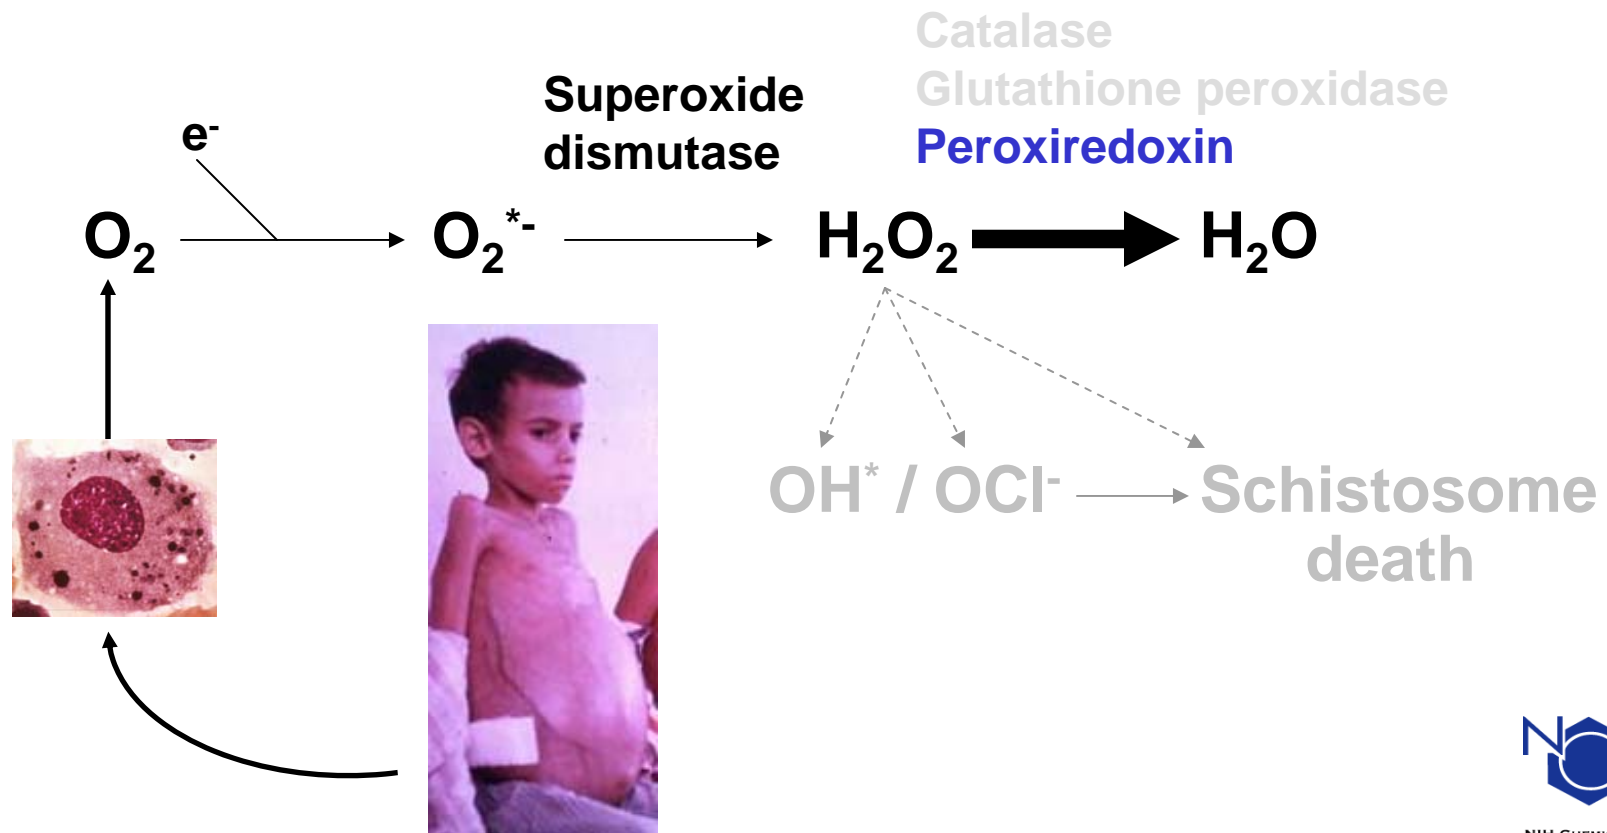 Catalase
Glutathione peroxidase
Peroxiredoxin
Superoxide
dismutase
e-
O2
O2*-
H2O2
H2O
OH* / OCl-
Schistosome
death